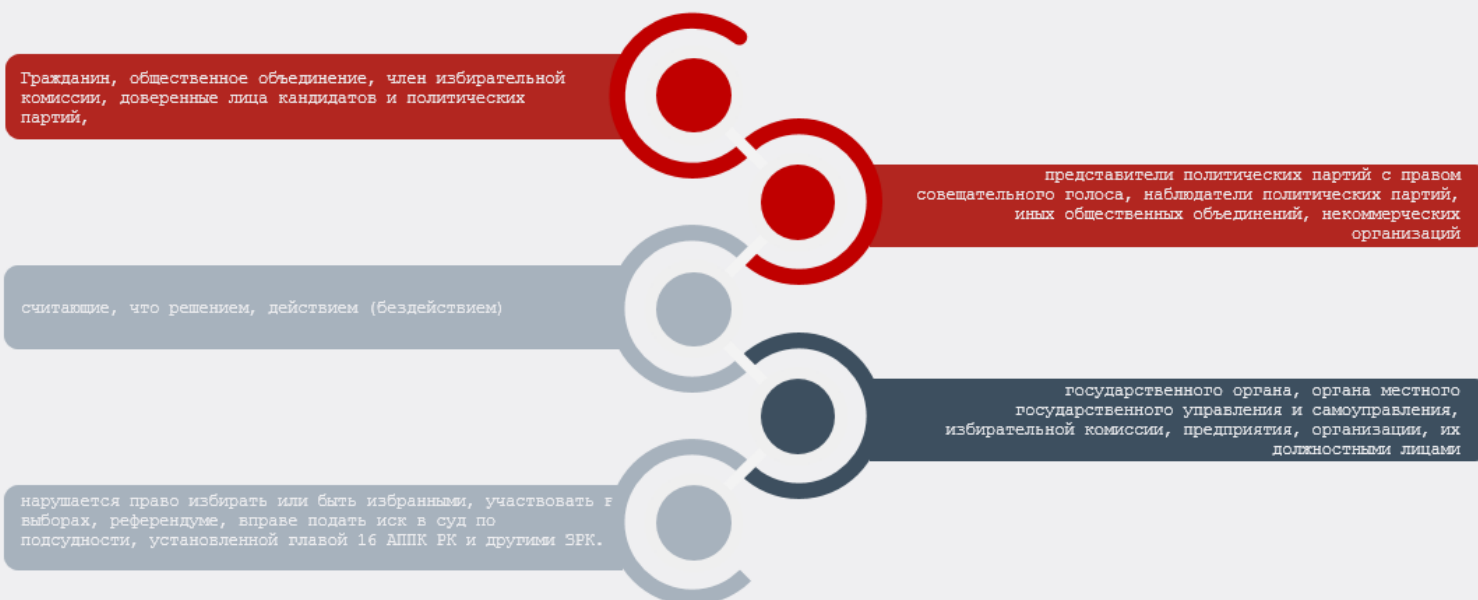 Гражданин, общественное объединение, член избирательной
комиссии, доверенные лица кандидатов и политических
партий,
представители политических партий с правом
совещательного голоса, наблюдатели политических партий,
иных общественных объединений, некоммерческих
организаций
считающие, что решением, действием (бездействием)
государственного органа, органа местного
государственного управления и самоуправления,
избирательной комиссии, предприятия, организации, их
должностными лицами
нарушается право избирать или быть избранными, участвовать в
выборах, референдуме, вправе подать иск в суд по
подсудности, установленной главой 16 АППК РК и другими ЗРК.